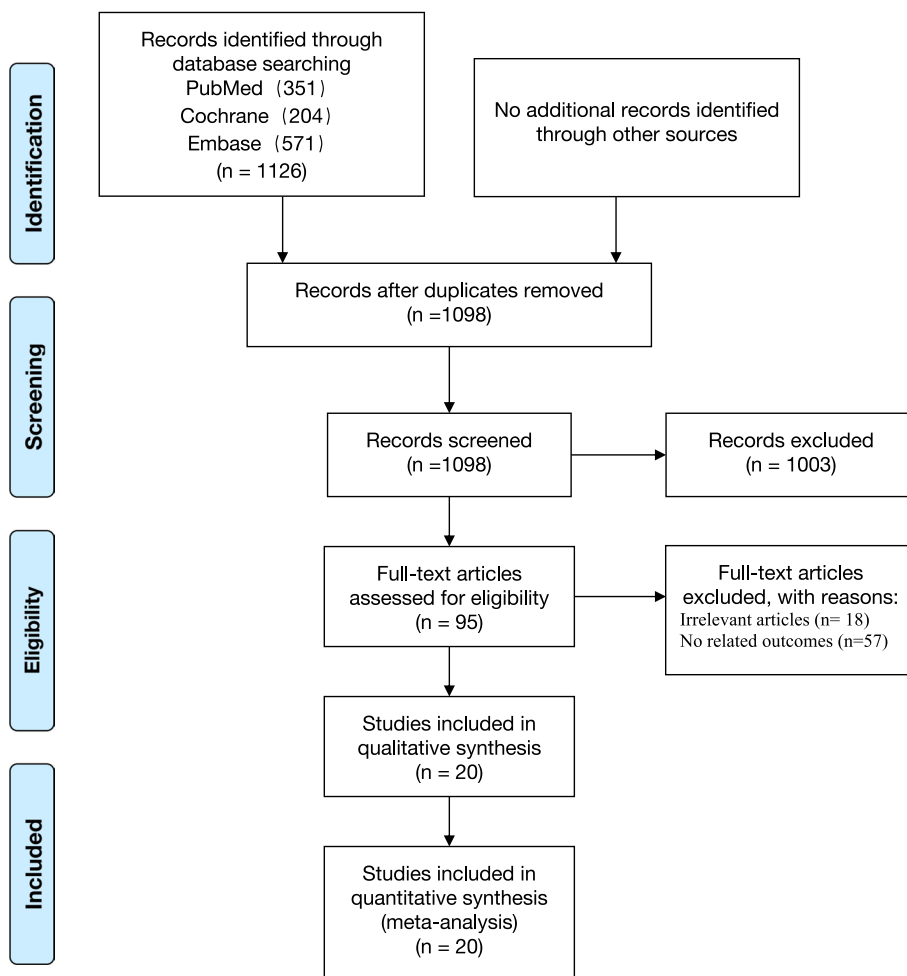 Identification
Records identified through
database searching
PubMed (351)
Cochrane (204)
Embase (571)
(n = 1126)
No additional records identified
through other sources
Records after duplicates removed
(n =1098)
Screening
Records screened
(n =1098)
Records excluded
(n = 1003)
Eligibility
Full-text articles
assessed for eligibility
(n = 95)
Full-text articles
excluded, with reasons:
Irrelevant articles (n= 18)
No related outcomes (n=57)
Studies included in
qualitative synthesis
(n = 20)
Included
Studies included in
quantitative synthesis
(meta-analysis)
(n = 20)